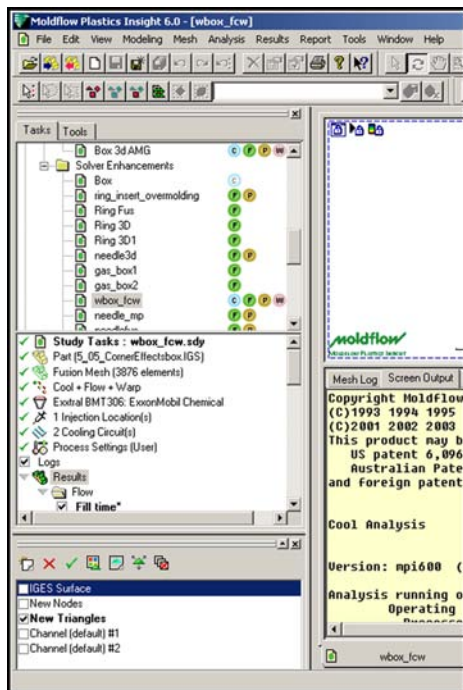 Moldflow Plastics Insight 6.0 - [wbox_fcw]
File Edit View Modeling Mesh Analysis Results Report Tools Window Help
Tasks Tools
Box 3d AMG C F P W
Solver Enhancements
Box C
ring_insert_overmolding F P
Ring Fus F
Ring 3D F
Ring 3D1 F
needle3d F P
gas_box1 F
gas_box2 F
wbox_fcw C F P W
needle_mp F P
Study Tasks : wbox_fcw.sdy
Part (5_05_CornerEffectsbox.IGS)
Fusion Mesh (3876 elements)
Cool + Flow + Warp
Exxtral BMT306: ExxonMobil Chemical
1 Injection Location(s)
2 Cooling Circuit(s)
Process Settings (User)
Logs
Results
Flow
Fill time*
IGES Surface
New Nodes
New Triangles
Channel (default) #1
Channel (default) #2
moldflow
Mesh Log Screen Output
Copyright Moldflow
(C)1993 1994 1995
(C)2001 2002 2003
This product may b
US patent 6,096
Australian Pate
and foreign patent
Cool Analysis
Version: mpi600 (
Analysis running o
Operating
wbox_fcw